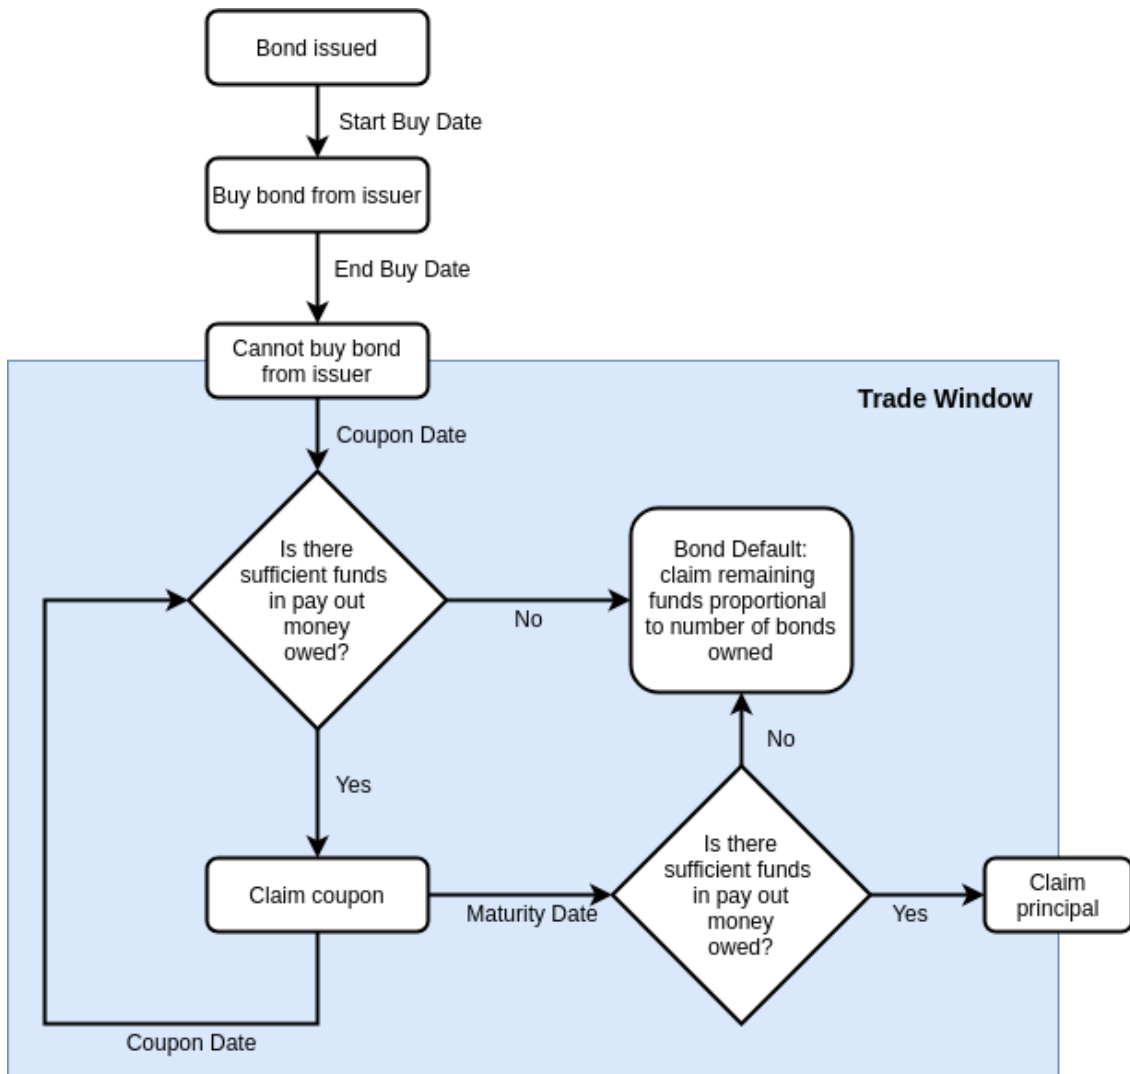 Bond issued
Start Buy Date
Buy bond from issuer
End Buy Date
Cannot buy bond
from issuer
Trade Window
Coupon Date
Is there
sufficient funds
in pay out
money
owed?
No
Bond Default:
claim remaining
funds proportional
to number of bonds
owned
No
Yes
Claim coupon
Maturity Date
Is there
sufficient funds
in pay out
money
owed?
Yes
Claim
principal
Coupon Date